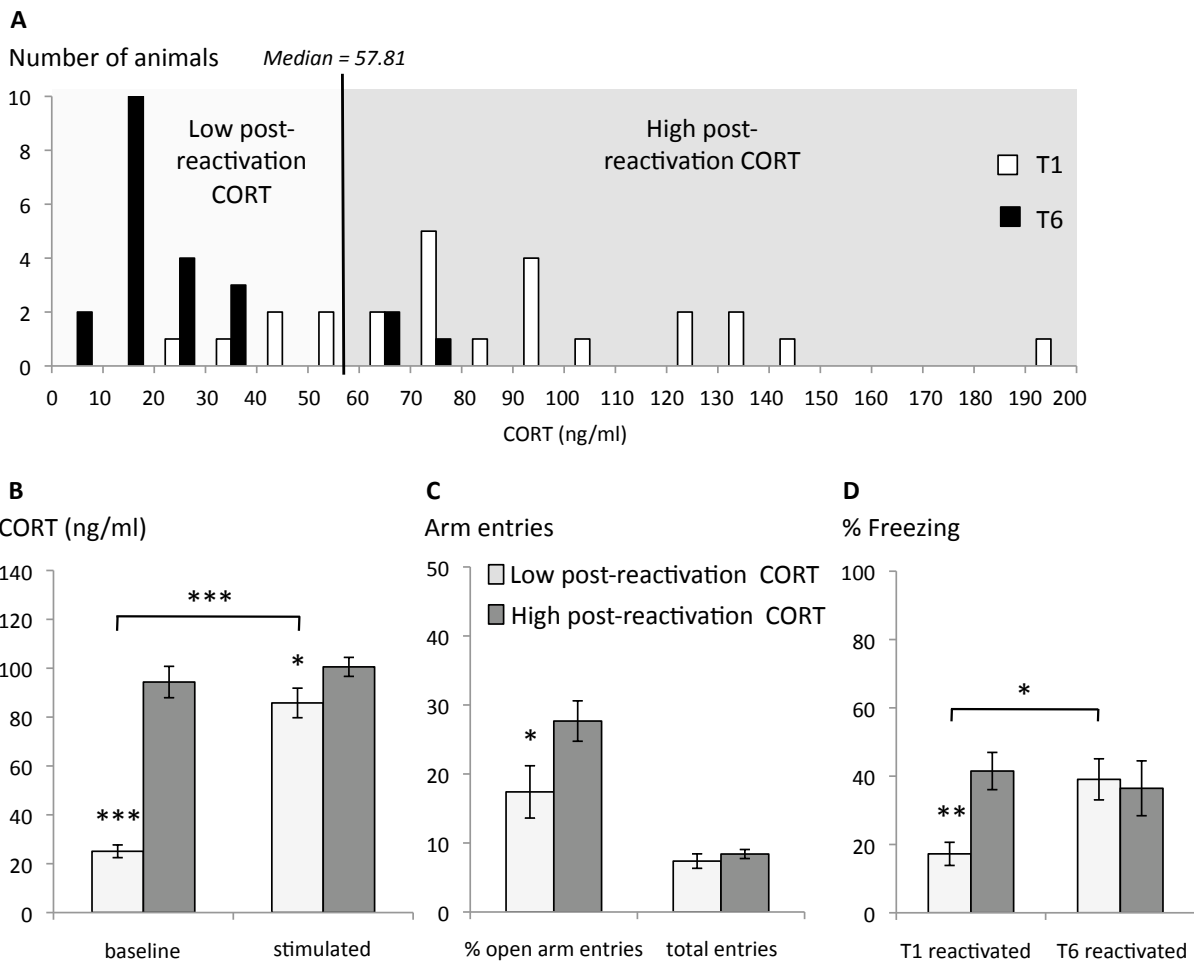 A
Number of animals
Median = 57.81
10
8
6
4
2
0
Low post-
reactivation
CORT
High post-
reactivation CORT
T1
T6
0 10 20 30 40 50 60 70 80 90 100 110 120 130 140 150 160 170 180 190 200
CORT (ng/ml)
B
CORT (ng/ml)
140
120
100
80
60
40
20
0
***
***
*
baseline
stimulated
C
Arm entries
50
40
30
20
10
0
Low post-reactivation CORT
High post-reactivation CORT
*
% open arm entries
total entries
D
% Freezing
100
80
60
40
20
0
*
**
T1 reactivated
T6 reactivated